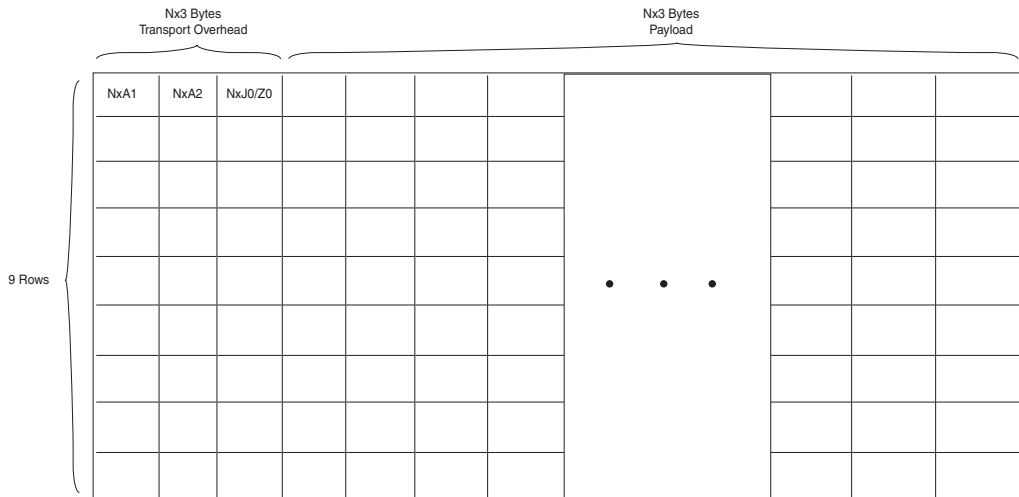 Nx3 Bytes
Transport Overhead
Nx3 Bytes
Payload
NxA1
NxA2
NxJ0/Z0
9 Rows